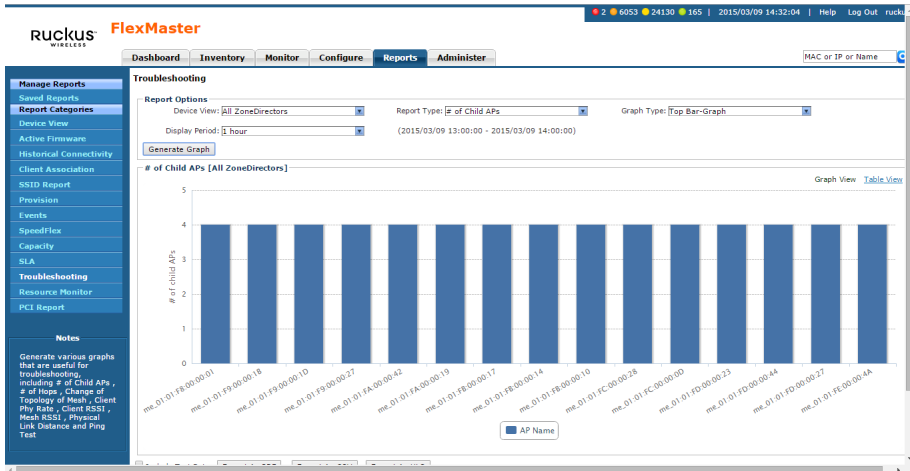 2 6053 24130 165 | 2015/03/09 14:32:04 | Help Log Out
Ruckus WIRELESS FlexMaster
Dashboard Inventory Monitor Configure Reports Administer
MAC or IP or Name
Manage Reports
Saved Reports
Report Categories
Device View
Active Firmware
Historical Connectivity
Client Association
SSID Report
Provision
Events
SpeedFlex
Capacity
SLA
Troubleshooting
Resource Monitor
PCI Report
Notes
Generate various graphs
that are useful for
troubleshooting,
including # of Child APs ,
# of Hops , Change of
Topology of Mesh , Client
Phy Rate , Client RSSI ,
Mesh RSSI , Physical
Link Distance and Ping
Test
Troubleshooting
Report Options
Device View: All ZoneDirectors Report Type: # of Child APs Graph Type: Top Bar-Graph
Display Period: 1 hour (2015/03/09 13:00:00 - 2015/03/09 14:00:00)
Generate Graph
# of Child APs [All ZoneDirectors]
Graph View Table View
# of child APs
5
4
3
2
1
0
me_01:01:F8:00:00:01
me_01:01:F9:00:00:18
me_01:01:F9:00:00:1D
me_01:01:F9:00:00:27
me_01:01:FA:00:00:42
me_01:01:FA:00:00:19
me_01:01:FB:00:00:17
me_01:01:FB:00:00:14
me_01:01:FB:00:00:10
me_01:01:FC:00:00:28
me_01:01:FC:00:00:0D
me_01:01:FD:00:00:23
me_01:01:FD:00:00:44
me_01:01:FD:00:00:27
me_01:01:FE:00:00:4A
AP Name